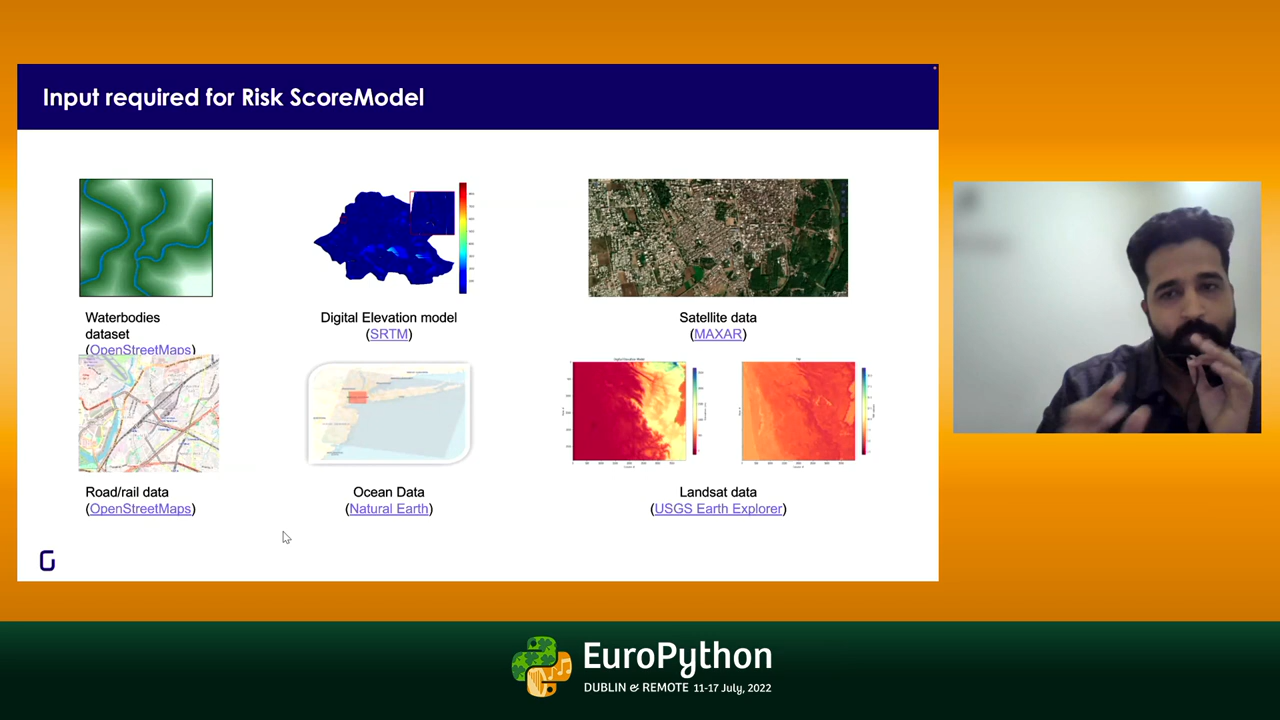 Input required for Risk ScoreModel
Waterbodies
dataset
(OpenStreetMaps)
Digital Elevation model
(SRTM)
Satellite data
(MAXAR)
Road/rail data
(OpenStreetMaps)
Ocean Data
(Natural Earth)
Landsat data
(USGS Earth Explorer)
EuroPython
DUBLIN & REMOTE 11-17 July, 2022